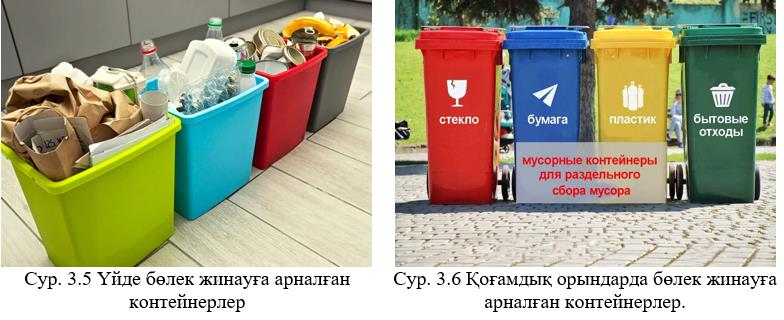 стекло
бумага
пластик
бытовые
отходы
мусорные контейнеры
для раздельного
сбора мусора
Сур. 3.5 Үйде бөлек жинауға арналған
контейнерлер
Сур. 3.6 Қоғамдық орындарда бөлек жинауға
арналған контейнерлер.